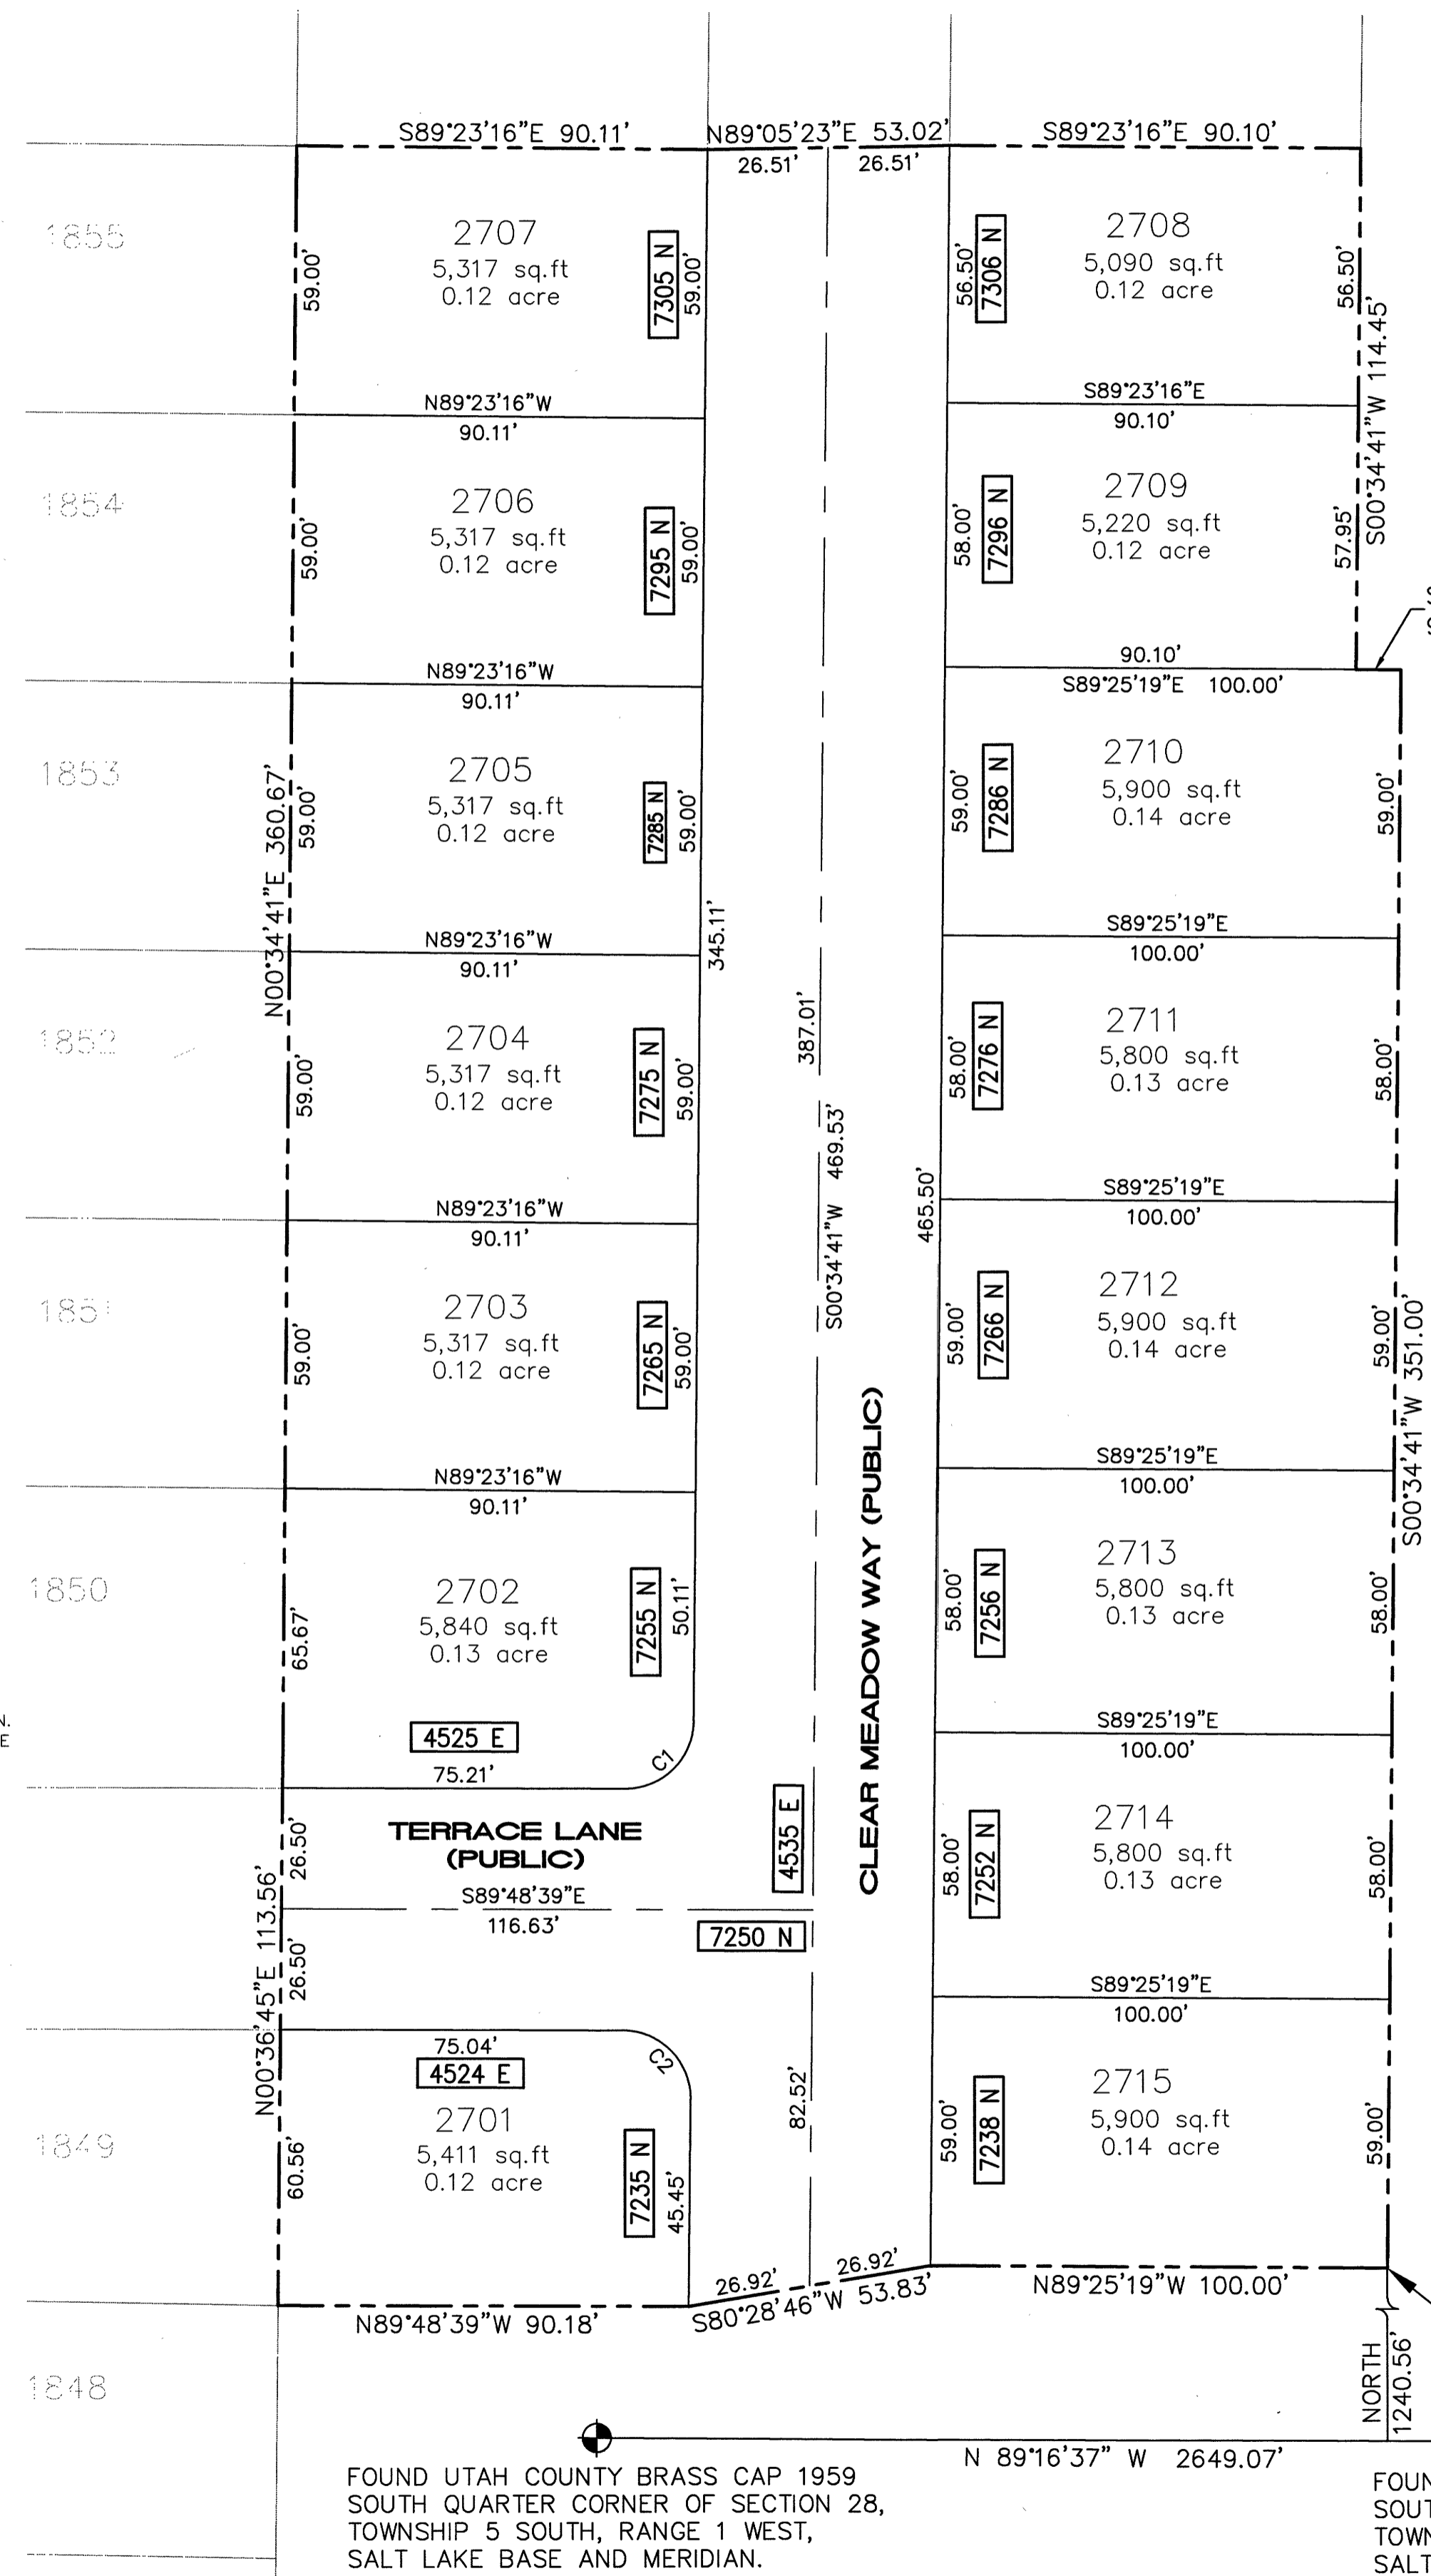 S89°23'16"E 90.11'
N89°05'23"E 53.02'
S89°23'16"E 90.10'
26.51'
26.51'
1855
2707
5,317 sq.ft
0.12 acre
59.00'
7305 N
59.00'
56.50'
7306 N
2708
5,090 sq.ft
0.12 acre
56.50'
S00°34'41"W 114.45'
N89°23'16"W
90.11'
S89°23'16"E
90.10'
1854
2706
5,317 sq.ft
0.12 acre
59.00'
7295 N
59.00'
58.00'
7296 N
2709
5,220 sq.ft
0.12 acre
57.95'
N89°23'16"W
90.11'
90.10'
S89°25'19"E 100.00'
1853
2705
5,317 sq.ft
0.12 acre
N00°34'41"E 360.67'
59.00'
7285 N
59.00'
59.00'
7286 N
2710
5,900 sq.ft
0.14 acre
59.00'
N89°23'16"W
90.11'
345.11'
S89°25'19"E
100.00'
1852
2704
5,317 sq.ft
0.12 acre
59.00'
7275 N
59.00'
387.01'
S00°34'41"W 469.53'
58.00'
7276 N
2711
5,800 sq.ft
0.13 acre
58.00'
N89°23'16"W
90.11'
465.50'
S89°25'19"E
100.00'
1851
2703
5,317 sq.ft
0.12 acre
59.00'
7265 N
59.00'
59.00'
7266 N
2712
5,900 sq.ft
0.14 acre
59.00'
S00°34'41"W 351.00'
N89°23'16"W
90.11'
CLEAR MEADOW WAY (PUBLIC)
S89°25'19"E
100.00'
1850
2702
5,840 sq.ft
0.13 acre
65.67'
7255 N
50.11'
58.00'
7256 N
2713
5,800 sq.ft
0.13 acre
58.00'
N.
E
4525 E
75.21'
C1
S89°25'19"E
100.00'
TERRACE LANE
(PUBLIC)
26.50'
4535 E
58.00'
7252 N
2714
5,800 sq.ft
0.13 acre
58.00'
S89°48'39"E
116.63'
7250 N
N00°36'45"E 113.56'
26.50'
S89°25'19"E
100.00'
75.04'
4524 E
C2
1849
2701
5,411 sq.ft
0.12 acre
60.56'
7235 N
45.45'
82.52'
59.00'
7238 N
2715
5,900 sq.ft
0.14 acre
59.00'
26.92'
26.92'
N89°48'39"W 90.18'
S80°28'46"W 53.83'
N89°25'19"W 100.00'
1848
NORTH
1240.56'
N 89°16'37" W 2649.07'
FOUND UTAH COUNTY BRASS CAP 1959
SOUTH QUARTER CORNER OF SECTION 28,
TOWNSHIP 5 SOUTH, RANGE 1 WEST,
SALT LAKE BASE AND MERIDIAN.
FOUN
SOUT
TOWN
SALT